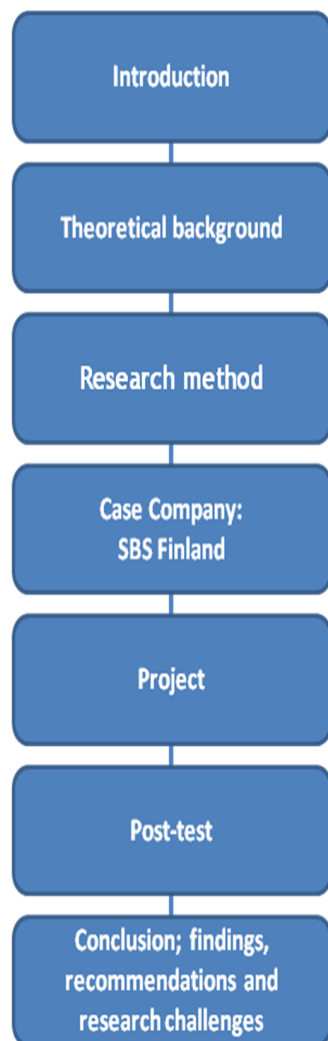 Introduction
Theoretical background
Research method
Case Company:
SBS Finland
Project
Post-test
Conclusion; findings,
recommendations and
research challenges